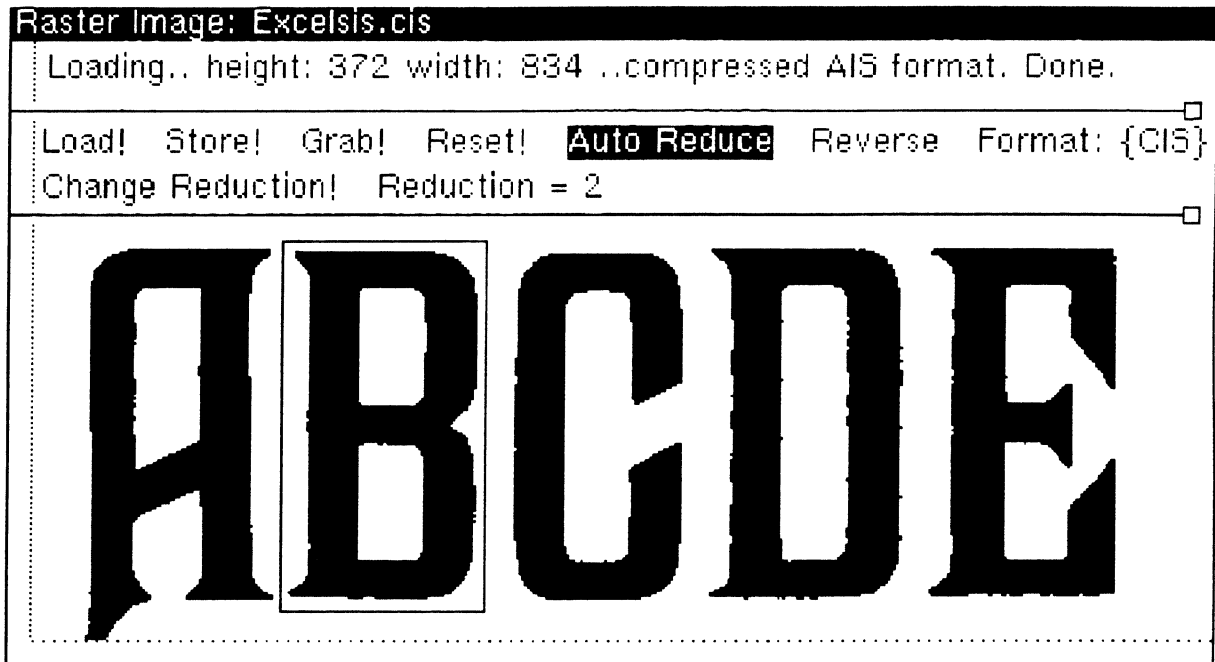 Raster Image: Excelsis.cis
Loading.. height: 372 width: 834 ..compressed AIS format. Done.
Load! Store! Grab! Reset! Auto Reduce Reverse Format: {CIS}
Change Reduction! Reduction = 2
ABCDE